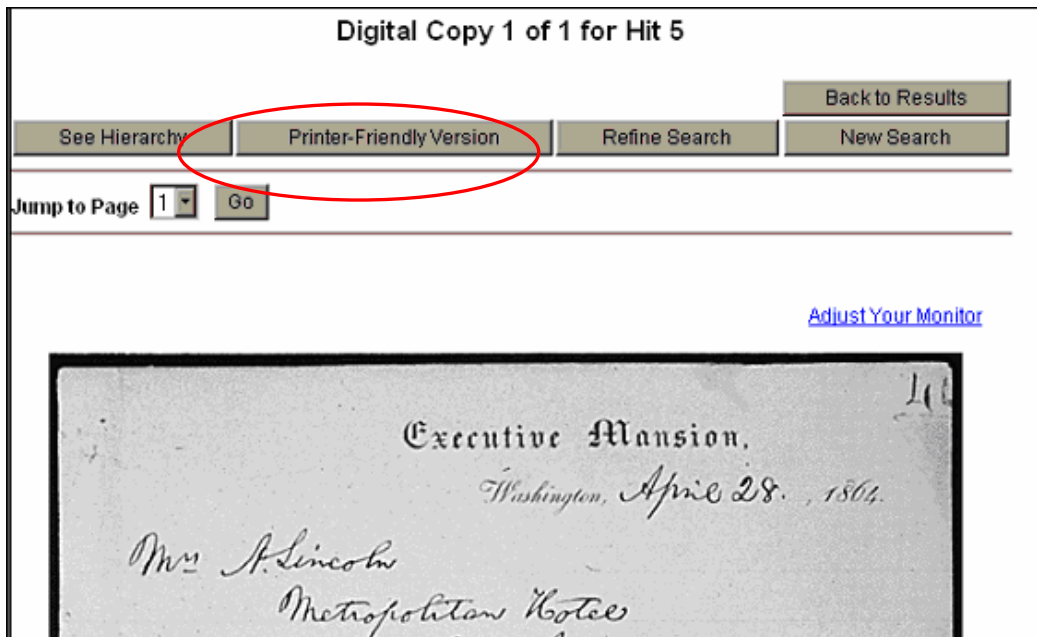 Digital Copy 1 of 1 for Hit 5
Back to Results
See Hierarchy Printer-Friendly Version Refine Search New Search
Jump to Page 1 Go
Adjust Your Monitor
Executive Mansion,
Washington, April 28. , 1864.
Mrs A. Lincoln
Metropolitan Hotel